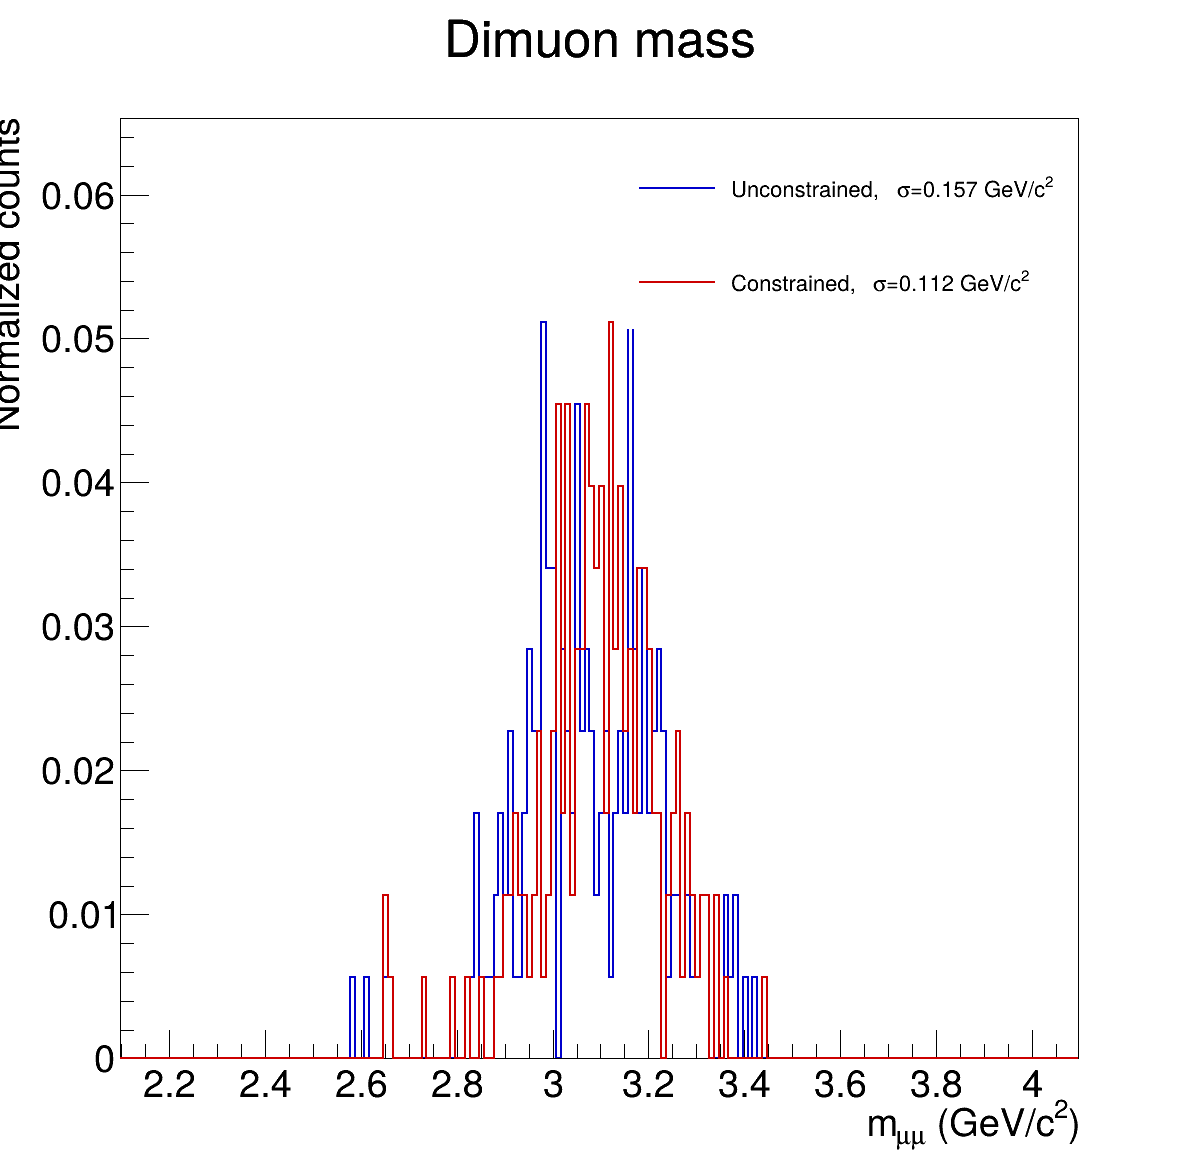 Dimuon mass
Normalized counts
0.06
0.05
0.04
0.03
0.02
0.01
0
Unconstrained, σ=0.157 GeV/c²
Constrained, σ=0.112 GeV/c²
2.2 2.4 2.6 2.8 3 3.2 3.4 3.6 3.8 4
mμμ (GeV/c²)